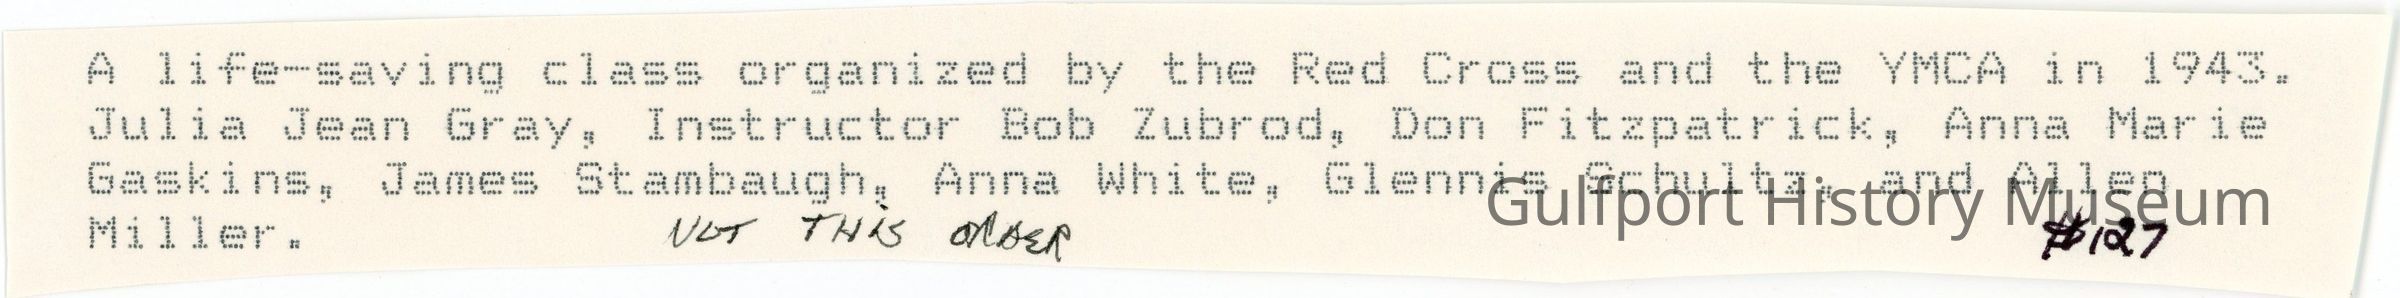 A life-saving class organized by the Red Cross and the YMCA in 1943.
Julia Jean Gray, Instructor Bob Zubrod, Don Fitzpatrick, Anna Marie
Gaskins, James Stambaugh, Anna White, Glennis Schultz, and Allen
Miller.
NOT THIS ORDER
#127
Gulfport History Museum